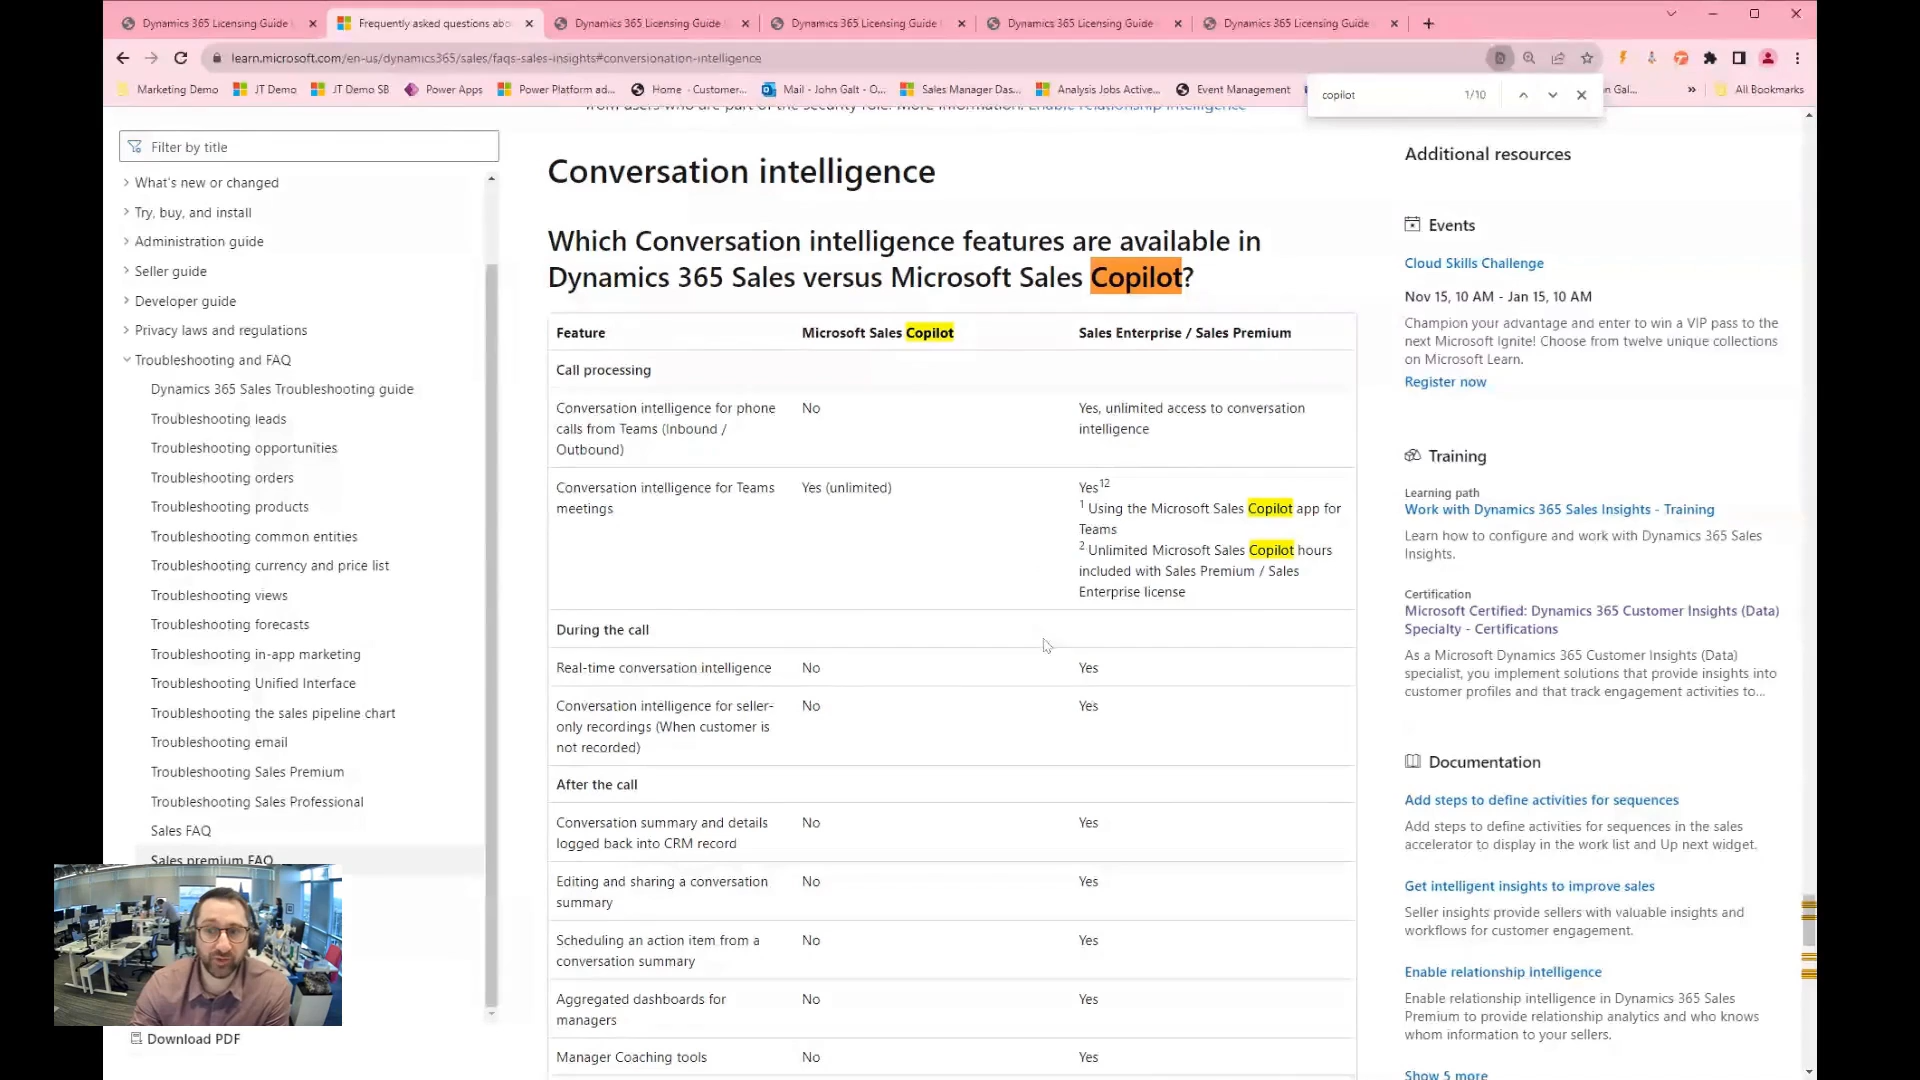 Dynamics 365 Licensing Guide
Frequently asked questions abo
Dynamics 365 Licensing Guide
Dynamics 365 Licensing Guide
Dynamics 365 Licensing Guide
Dynamics 365 Licensing Guide
learn.microsoft.com/en-us/dynamics365/sales/faqs-sales-insights#conversionation-intelligence
Marketing Demo
JT Demo
JT Demo SB
Power Apps
Power Platform ad...
Home - Customer...
Mail - John Galt - O...
Sales Manager Das...
Analysis Jobs Active...
Event Management
Gal...
»
All Bookmarks
copilot 1/10
from users who are part of the security role. More information: Enable relationship intelligence
Filter by title
What's new or changed
Try, buy, and install
Administration guide
Seller guide
Developer guide
Privacy laws and regulations
Troubleshooting and FAQ
Dynamics 365 Sales Troubleshooting guide
Troubleshooting leads
Troubleshooting opportunities
Troubleshooting orders
Troubleshooting products
Troubleshooting common entities
Troubleshooting currency and price list
Troubleshooting views
Troubleshooting forecasts
Troubleshooting in-app marketing
Troubleshooting Unified Interface
Troubleshooting the sales pipeline chart
Troubleshooting email
Troubleshooting Sales Premium
Troubleshooting Sales Professional
Sales FAQ
Sales premium FAQ
Download PDF
Conversation intelligence
Which Conversation intelligence features are available in
Dynamics 365 Sales versus Microsoft Sales Copilot?
Feature Microsoft Sales Copilot Sales Enterprise / Sales Premium
Call processing
Conversation intelligence for phone No Yes, unlimited access to conversation
calls from Teams (Inbound / intelligence
Outbound)
Conversation intelligence for Teams Yes (unlimited) Yes12
meetings 1 Using the Microsoft Sales Copilot app for
Teams
2 Unlimited Microsoft Sales Copilot hours
included with Sales Premium / Sales
Enterprise license
During the call
Real-time conversation intelligence No Yes
Conversation intelligence for seller- No Yes
only recordings (When customer is
not recorded)
After the call
Conversation summary and details No Yes
logged back into CRM record
Editing and sharing a conversation No Yes
summary
Scheduling an action item from a No Yes
conversation summary
Aggregated dashboards for No Yes
managers
Manager Coaching tools No Yes
Additional resources
Events
Cloud Skills Challenge
Nov 15, 10 AM - Jan 15, 10 AM
Champion your advantage and enter to win a VIP pass to the
next Microsoft Ignite! Choose from twelve unique collections
on Microsoft Learn.
Register now
Training
Learning path
Work with Dynamics 365 Sales Insights - Training
Learn how to configure and work with Dynamics 365 Sales
Insights.
Certification
Microsoft Certified: Dynamics 365 Customer Insights (Data)
Specialty - Certifications
As a Microsoft Dynamics 365 Customer Insights (Data)
specialist, you implement solutions that provide insights into
customer profiles and that track engagement activities to...
Documentation
Add steps to define activities for sequences
Add steps to define activities for sequences in the sales
accelerator to display in the work list and Up next widget.
Get intelligent insights to improve sales
Seller insights provide sellers with valuable insights and
workflows for customer engagement.
Enable relationship intelligence
Enable relationship intelligence in Dynamics 365 Sales
Premium to provide relationship analytics and who knows
whom information to your sellers.
Show 5 more